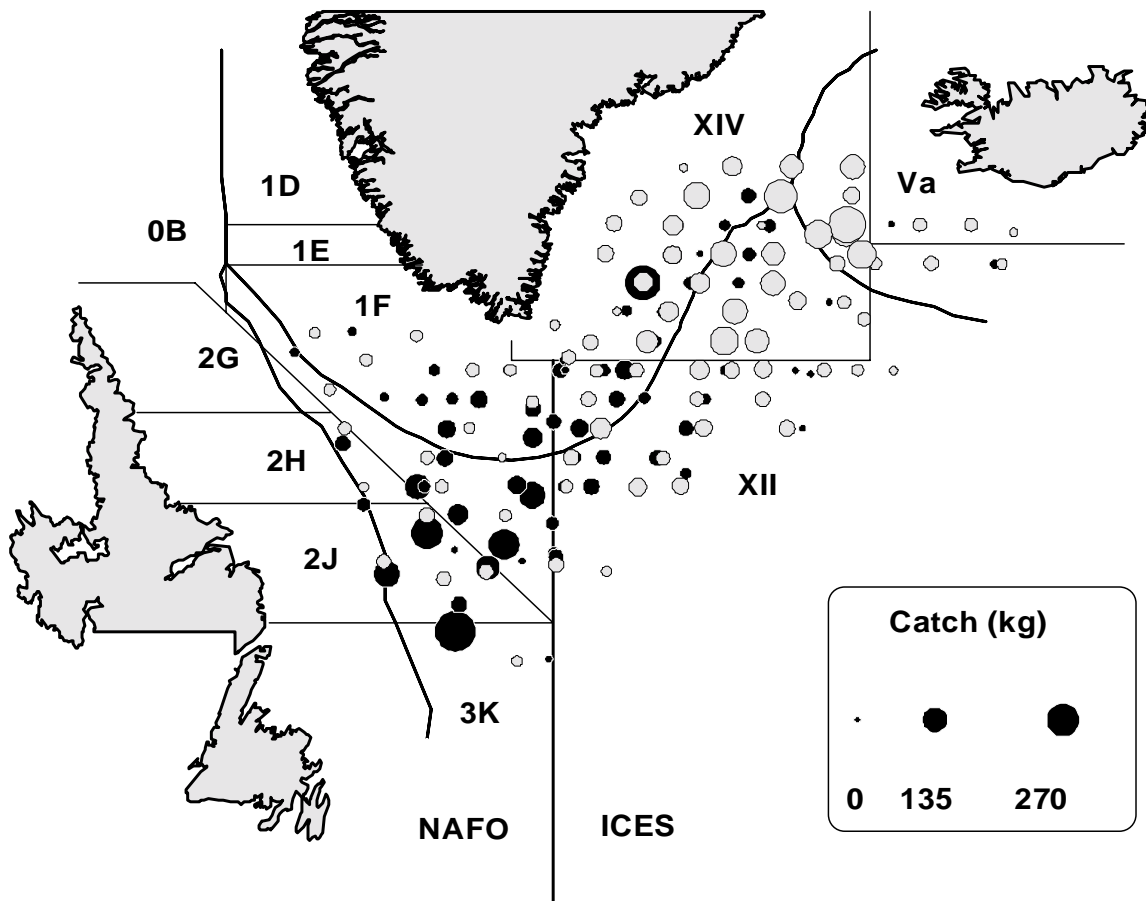 XIV
Va
1D
0B
1E
1F
2G
2H
XII
2J
Catch (kg)
3K
0 135 270
NAFO ICES